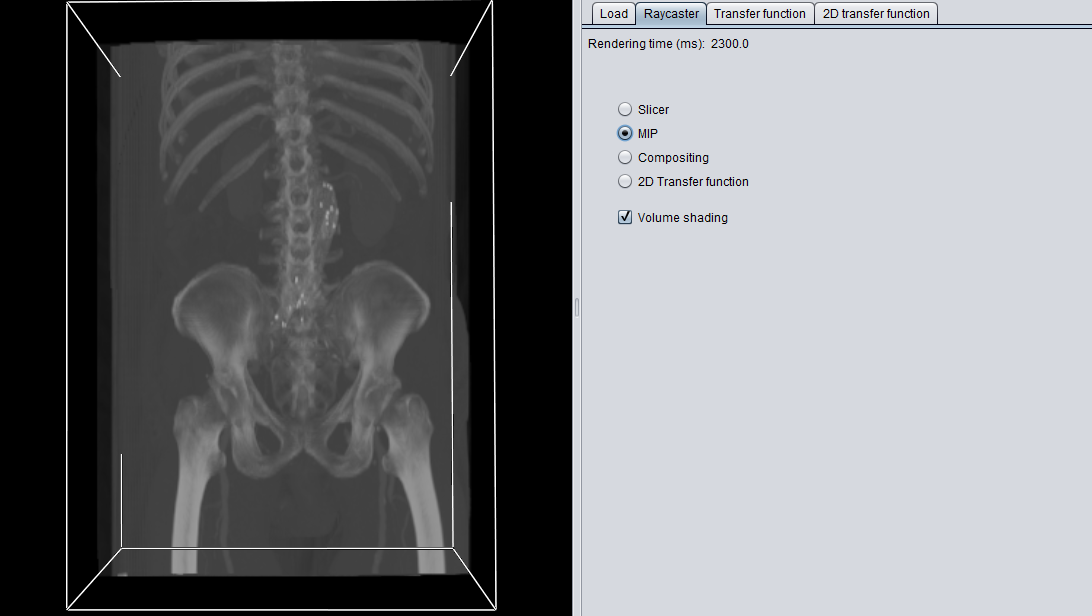 Load Raycaster Transfer function 2D transfer function
Rendering time (ms): 2300.0
Slicer
MIP
Compositing
2D Transfer function
Volume shading